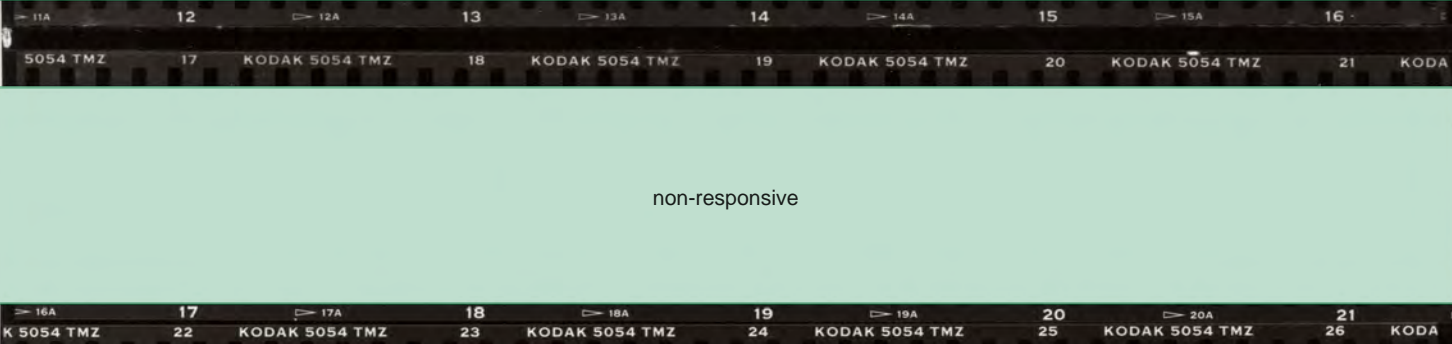 11A 12 12A 13 13A 14 14A 15 15A 16
5054 TMZ 17 KODAK 5054 TMZ 18 KODAK 5054 TMZ 19 KODAK 5054 TMZ 20 KODAK 5054 TMZ 21 KODA
non-responsive
16A 17 17A 18 18A 19 19A 20 20A 21
K 5054 TMZ 22 KODAK 5054 TMZ 23 KODAK 5054 TMZ 24 KODAK 5054 TMZ 25 KODAK 5054 TMZ 26 KODA